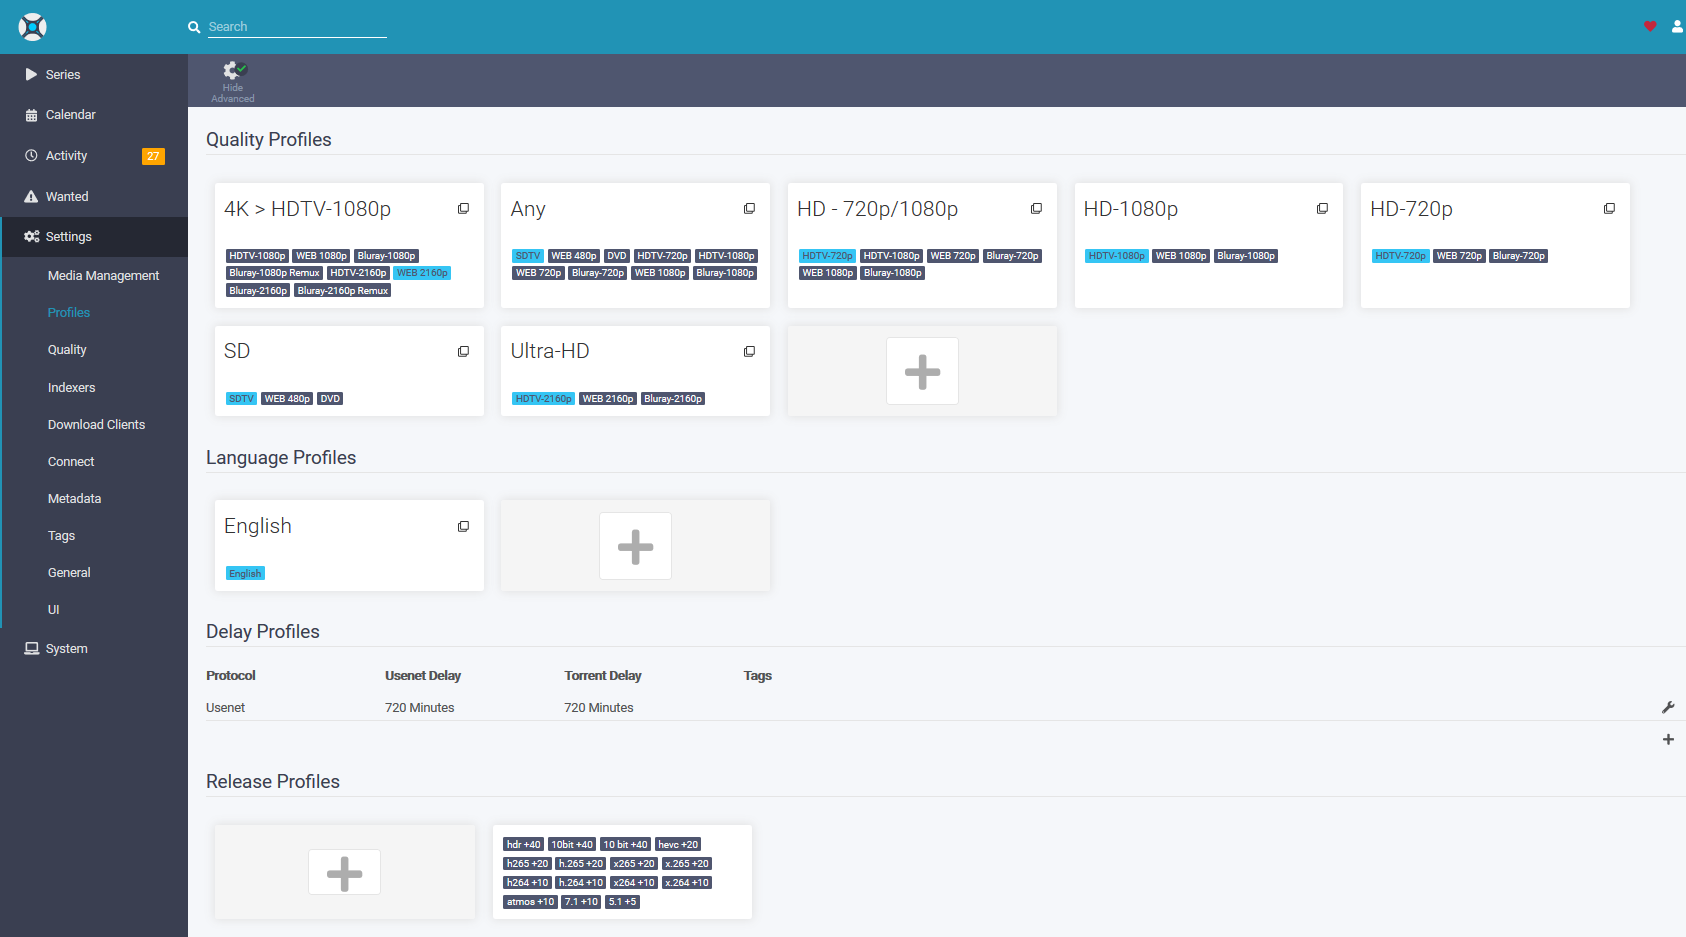 Search
Series
Calendar
Activity 27
Wanted
Settings
Media Management
Profiles
Quality
Indexers
Download Clients
Connect
Metadata
Tags
General
UI
System
Hide
Advanced
Quality Profiles
4K > HDTV-1080p
HDTV-1080p WEB 1080p Bluray-1080p
Bluray-1080p Remux HDTV-2160p WEB 2160p
Bluray-2160p Bluray-2160p Remux
Any
SDTV WEB 480p DVD HDTV-720p HDTV-1080p
WEB 720p Bluray-720p WEB 1080p Bluray-1080p
HD - 720p/1080p
HDTV-720p HDTV-1080p WEB 720p Bluray-720p
WEB 1080p Bluray-1080p
HD-1080p
HDTV-1080p WEB 1080p Bluray-1080p
HD-720p
HDTV-720p WEB 720p Bluray-720p
SD
SDTV WEB 480p DVD
Ultra-HD
HDTV-2160p WEB 2160p Bluray-2160p
Language Profiles
English
English
Delay Profiles
Protocol Usenet Delay Torrent Delay Tags
Usenet 720 Minutes 720 Minutes
Release Profiles
hdr +40 10bit +40 10 bit +40 hevc +20
h265 +20 h.265 +20 x265 +20 x.265 +20
h264 +10 h.264 +10 x264 +10 x.264 +10
atmos +10 7.1 +10 5.1 +5